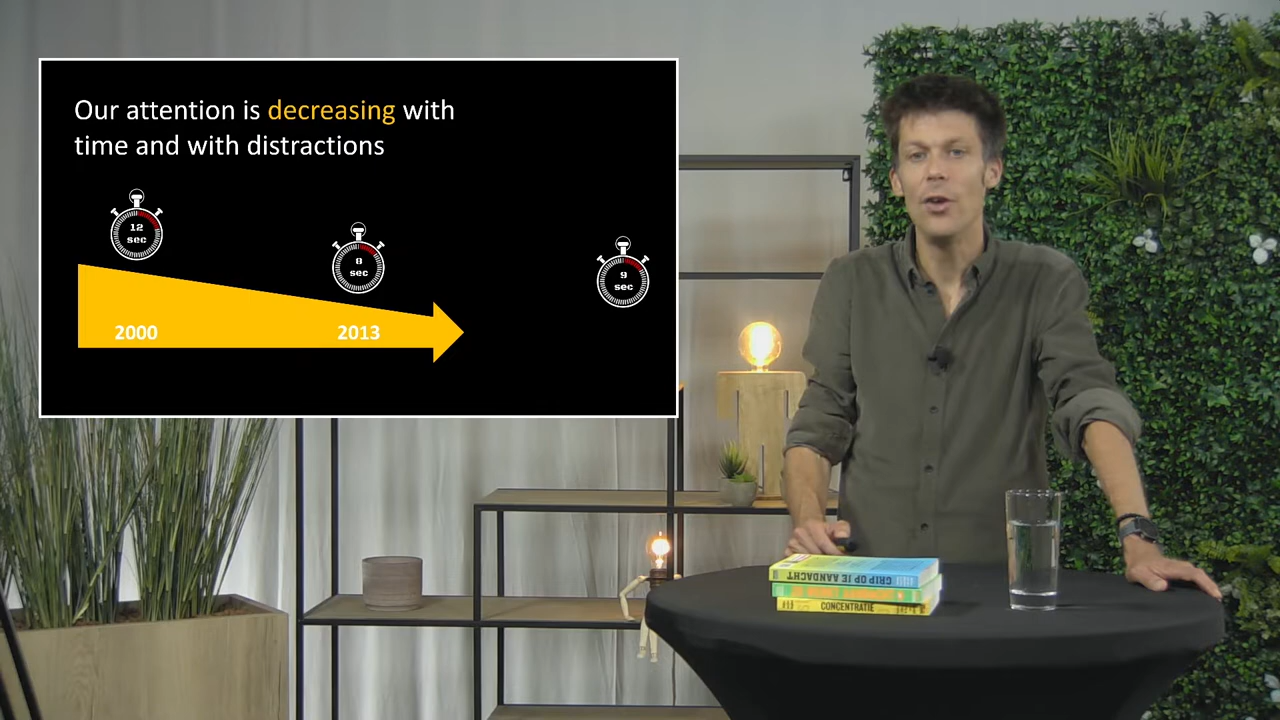 Our attention is decreasing with
time and with distractions
12
sec
8
sec
9
sec
2000
2013
GRIP OP JE AANDACHT
CONCENTRATIE